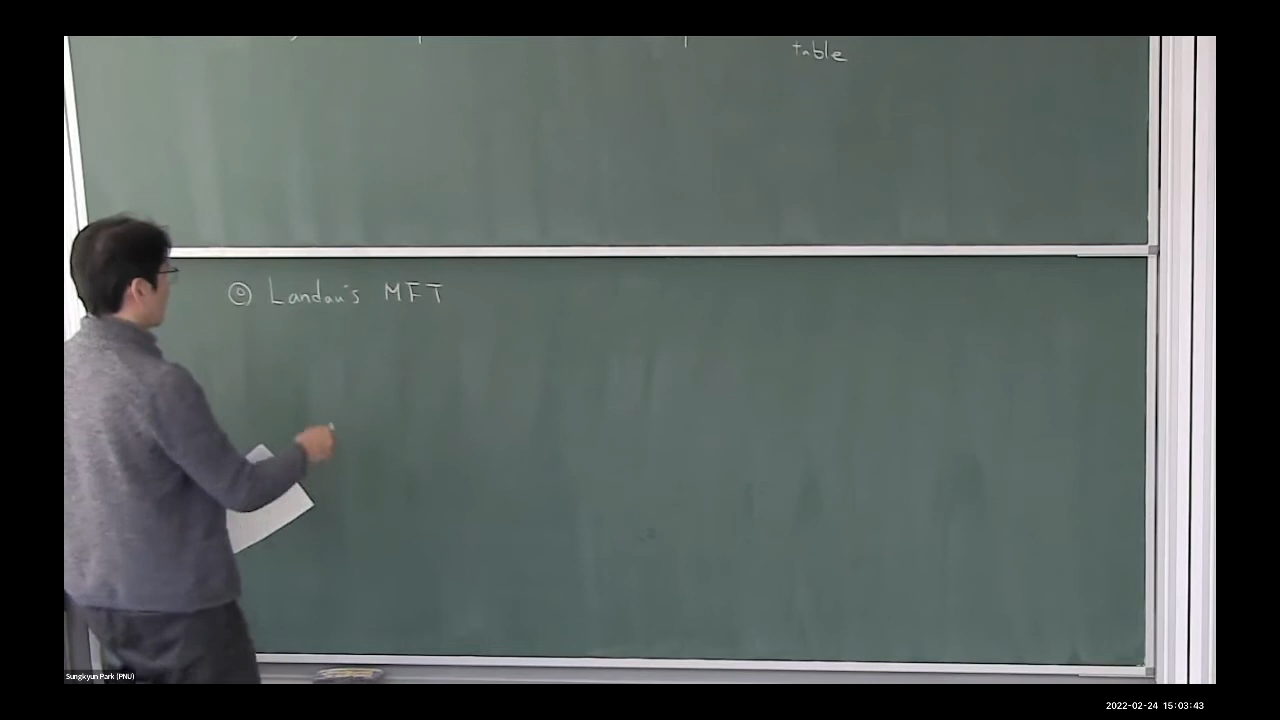 table
◎ Landau's MFT
Sungkyun Park (PNU)
2022-02-24 15:03:43